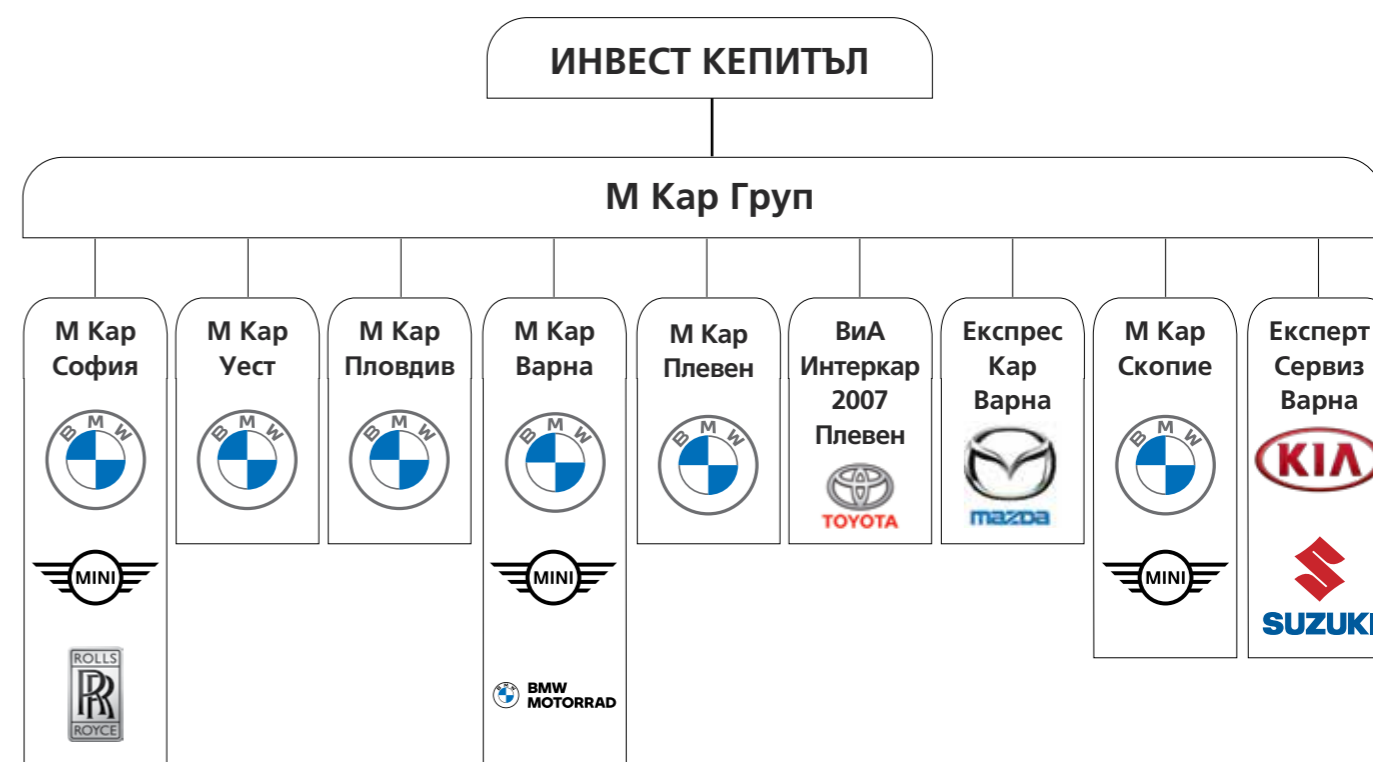 ИНВЕСТ КЕПИТЪЛ
М Кар Груп
М Кар
София
BMW
MINI
ROLLS
RR
ROYCE
М Кар
Уест
BMW
М Кар
Пловдив
BMW
М Кар
Варна
BMW
MINI
BMW
MOTORRAD
М Кар
Плевен
BMW
ВиА
Интеркар
2007
Плевен
TOYOTA
Експрес
Кар
Варна
mazda
М Кар
Скопие
BMW
MINI
Експерт
Сервиз
Варна
KIA
SUZUKI